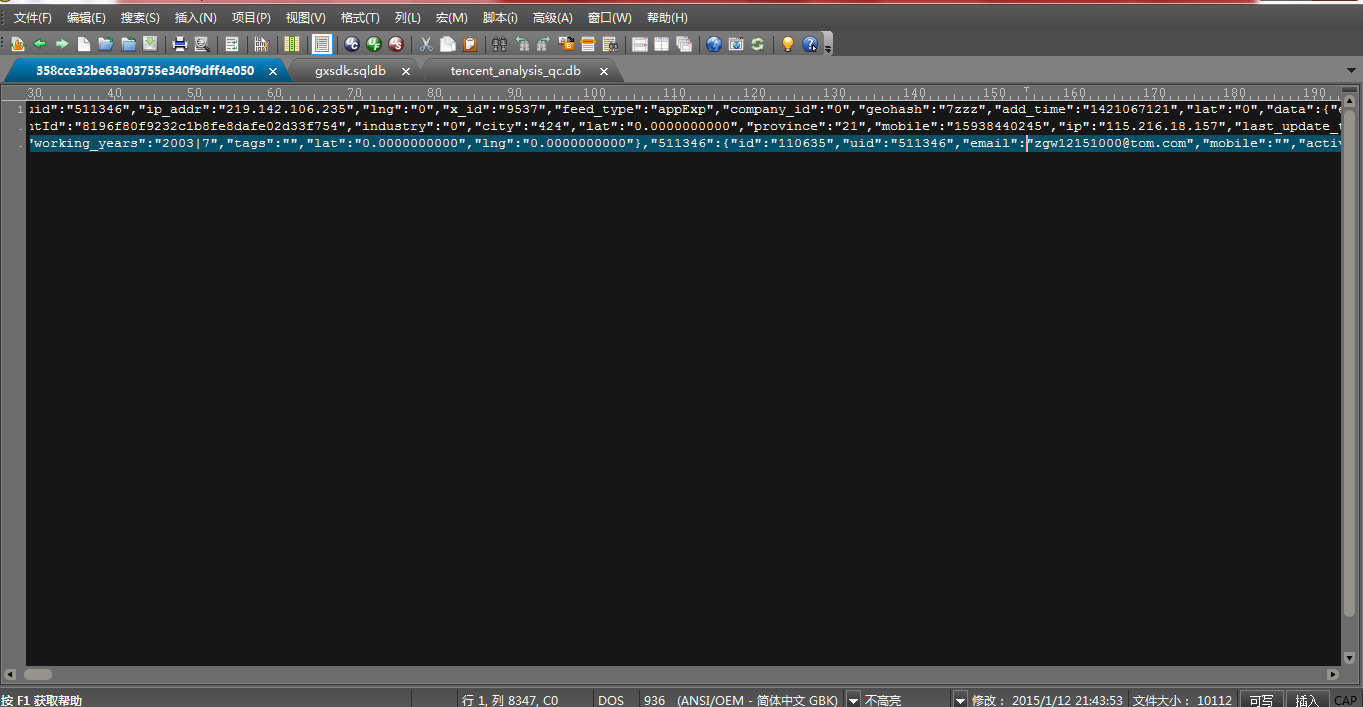 文件(F) 编辑(E) 搜索(S) 插入(N) 项目(P) 视图(V) 格式(T) 列(L) 宏(M) 脚本(i) 高级(A) 窗口(W) 帮助(H)
358cce32be63a03755e340f9dff4e050 gxsdk.sqldb tencent_analysis_qc.db
30 40 50 60 70 80 90 100 110 120 130 140 150 160 170 180 190
1 uid":"511346","ip_addr":"219.142.106.235","lng":"0","x_id":"9537","feed_type":"appExp","company_id":"0","geohash":"7zzz","add_time":"1421067121","lat":"0","data":{"
ntId":"8196f80f9232c1b8fe8dafe02d33f754","industry":"0","city":"424","lat":"0.0000000000","province":"21","mobile":"15938440245","ip":"115.216.18.157","last_update_
"working_years":"2003|7","tags":"","lat":"0.0000000000","lng":"0.0000000000"},"511346":{"id":"110635","uid":"511346","email":"zgw12151000@tom.com","mobile":"","activ
按 F1 获取帮助 行 1, 列 8347, C0 DOS 936 (ANSI/OEM - 简体中文 GBK) 不高亮 修改: 2015/1/12 21:43:53 文件大小: 10112 可写 插入 CAP